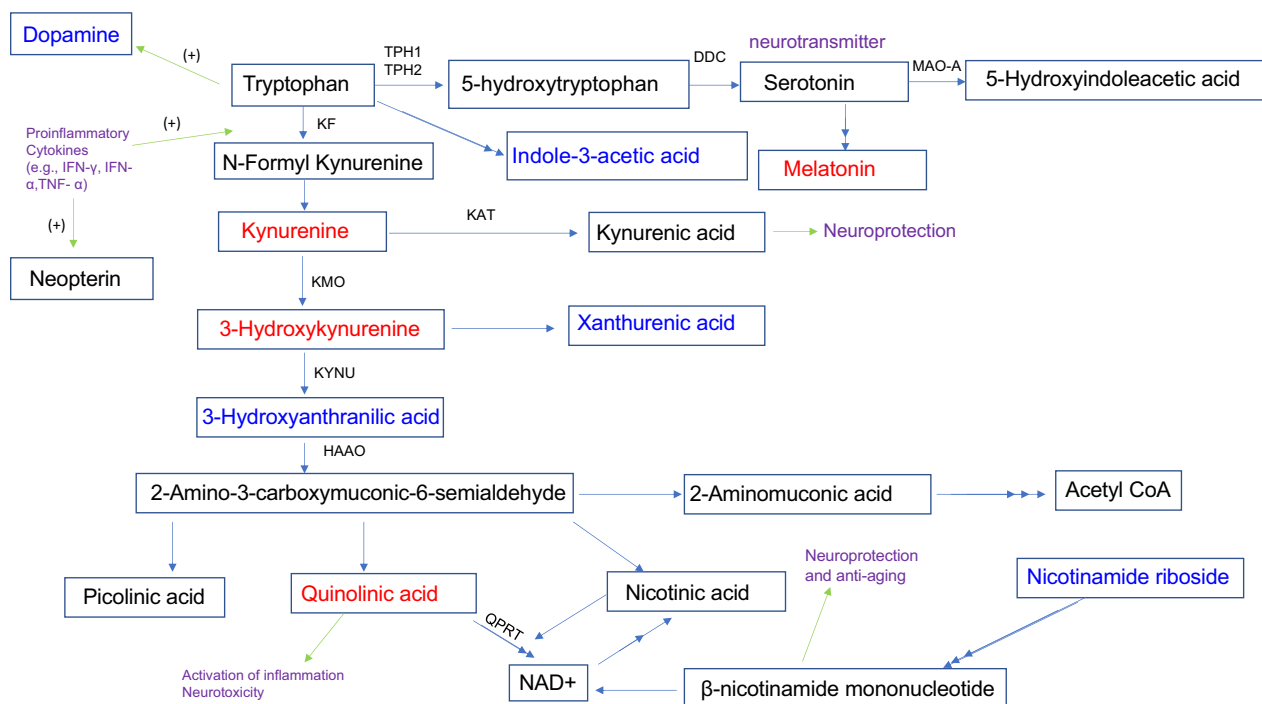 Dopamine
(+)
TPH1
TPH2
DDC
neurotransmitter
MAO-A
Tryptophan
5-hydroxytryptophan
Serotonin
5-Hydroxyindoleacetic acid
Proinflammatory
Cytokines
(e.g., IFN-γ, IFN-
α,TNF- α)
(+)
KF
N-Formyl Kynurenine
Indole-3-acetic acid
Melatonin
(+)
Kynurenine
KAT
Kynurenic acid
Neuroprotection
Neopterin
KMO
3-Hydroxykynurenine
Xanthurenic acid
KYNU
3-Hydroxyanthranilic acid
HAAO
2-Amino-3-carboxymuconic-6-semialdehyde
2-Aminomuconic acid
Acetyl CoA
Neuroprotection
and anti-aging
Nicotinamide riboside
Picolinic acid
Quinolinic acid
Nicotinic acid
QPRT
Activation of inflammation
Neurotoxicity
NAD+
β-nicotinamide mononucleotide